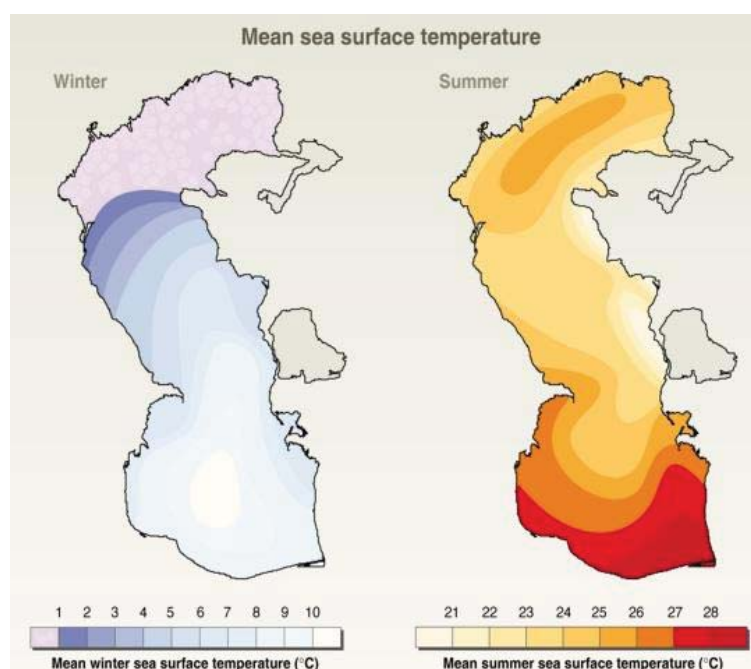 Mean sea surface temperature
Winter
Summer
1 2 3 4 5 6 7 8 9 10
Mean winter sea surface temperature (°C)
21 22 23 24 25 26 27 28
Mean summer sea surface temperature (°C)